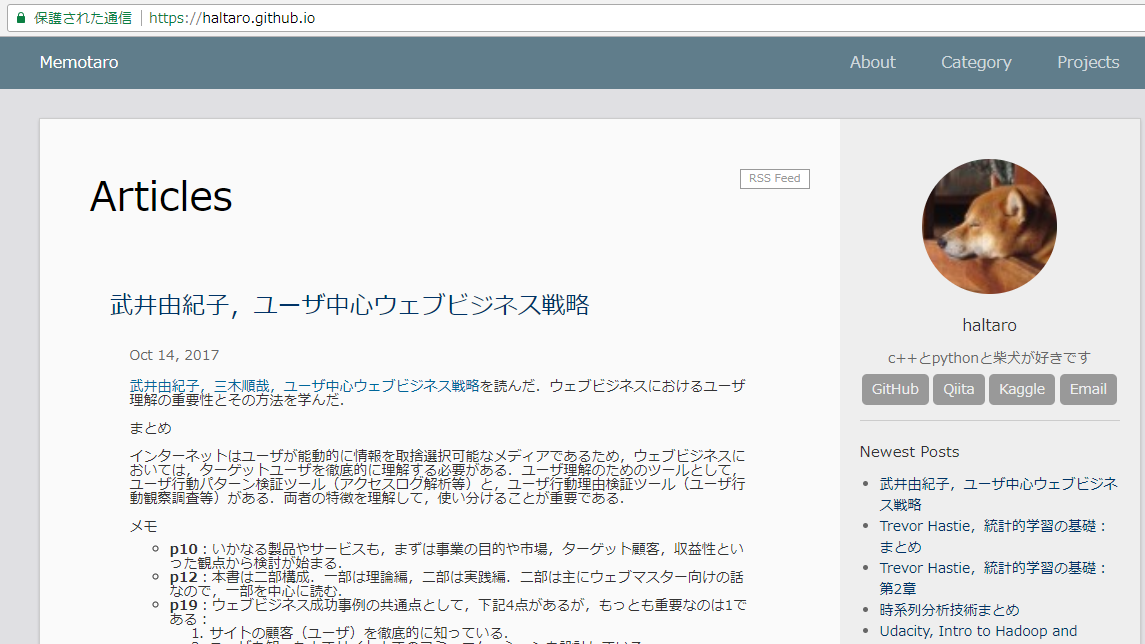 保護された通信 https://haltaro.github.io
Memotaro About Category Projects
Articles
RSS Feed
武井由紀子，ユーザ中心ウェブビジネス戦略
Oct 14, 2017
武井由紀子，三木順哉，ユーザ中心ウェブビジネス戦略を読んだ．ウェブビジネスにおけるユーザ
理解の重要性とその方法を学んだ．
まとめ
インターネットはユーザが能動的に情報を取捨選択可能なメディアであるため，ウェブビジネスに
おいては，ターゲットユーザを徹底的に理解する必要がある．ユーザ理解のためのツールとして，
ユーザ行動パターン検証ツール（アクセスログ解析等）と，ユーザ行動理由検証ツール（ユーザ行
動観察調査等）がある．両者の特徴を理解して，使い分けることが重要である．
メモ
p10：いかなる製品やサービスも，まずは事業の目的や市場，ターゲット顧客，収益性とい
った観点から検討が始まる．
p12：本書は二部構成．一部は理論編，二部は実践編．二部は主にウェブマスター向けの話
なので，一部を中心に読む．
p19：ウェブビジネス成功事例の共通点として，下記4点があるが，もっとも重要なのは1で
ある：
1. サイトの顧客（ユーザ）を徹底的に知っている．
haltaro
c++とpythonと柴犬が好きです
GitHub Qiita Kaggle Email
Newest Posts
武井由紀子，ユーザ中心ウェブビジネ
ス戦略
Trevor Hastie，統計的学習の基礎：
まとめ
Trevor Hastie，統計的学習の基礎：
第2章
時系列分析技術まとめ
Udacity, Intro to Hadoop and